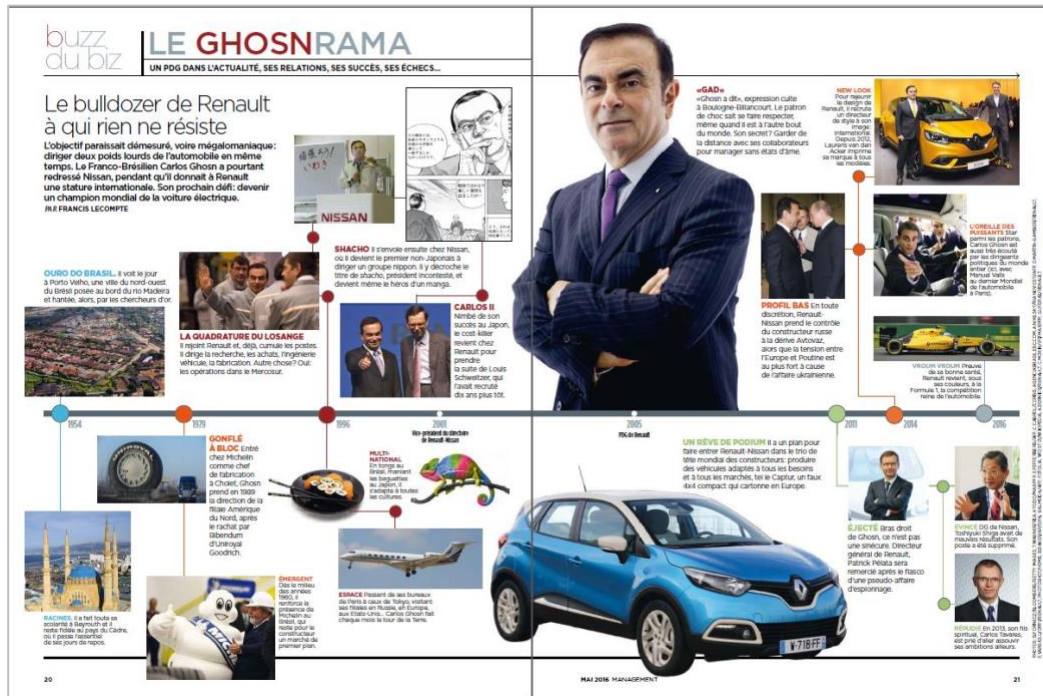 buzz
du biz
LE GHOSNRAMA
UN PDG DANS L'ACTUALITÉ, SES RELATIONS, SES SUCCÈS, SES ÉCHECS...
Le bulldozer de Renault
à qui rien ne résiste
L'objectif paraissait démesuré, voire mégalomaniaque:
diriger deux poids lourds de l'automobile en même
temps. Le Franco-Brésilien Carlos Ghosn a pourtant
redressé Nissan, pendant qu'il donnait à Renault
une stature internationale. Son prochain défi: devenir
un champion mondial de la voiture électrique.
PAR FRANCIS LECOMPTE
NISSAN
«GAD»
«Ghosn a dit», expression culte
à Boulogne-Billancourt. Le patron
de choc sait se faire respecter,
même quand il est à l'autre bout
du monde. Son secret? Garder de
la distance avec ses collaborateurs
pour manager sans états d'âme.
NEW LOOK
Pour rajeunir
le design de
Renault, il recrute
un directeur
de style à son
image:
international.
Depuis 2012,
Laurens van den
Acker imprime
sa marque à tous
les modèles.
OURO DO BRASIL. Il voit le jour
à Porto Velho, une ville du nord-ouest
du Brésil posée au bord du rio Madeira
et hantée, alors, par les chercheurs d'or.
LA QUADRATURE DU LOSANGE
Il rejoint Renault et, déjà, cumule les postes.
Il dirige la recherche, les achats, l'ingénierie
véhicule, la fabrication. Autre chose? Oui:
les opérations dans le Mercosur.
SHACHO Il s'envole ensuite chez Nissan,
où il devient le premier non-Japonais à
diriger un groupe nippon. Il y décroche le
titre de shacho, président incontesté, et
devient même le héros d'un manga.
CARLOS II
Nimbé de son
succès au Japon,
le cost-killer
revient chez
Renault pour
prendre
la suite de Louis
Schweitzer, qui
l'avait recruté
dix ans plus tôt.
PROFIL BAS En toute
discrétion, Renault-
Nissan prend le contrôle
du constructeur russe
à la dérive Avtovaz,
alors que la tension entre
l'Europe et Poutine est
au plus fort à cause
de l'affaire ukrainienne.
L'OREILLE DES
PUISSANTS Star
parmi les patrons,
Carlos Ghosn est
aussi très écouté
par les dirigeants
politiques du monde
entier (ici, avec
Manuel Valls
au dernier Mondial
de l'automobile
à Paris).
VROUM VROUM Preuve
de sa bonne santé,
Renault revient, sous
ses couleurs, à la
Formule 1, la compétition
reine de l'automobile.
1954
1979
1996
2001
Vice-président du directoire
de Renault-Nissan
2005
PDG de Renault
2011
2014
2016
GONFLÉ
À BLOC Entré
chez Michelin
comme chef
de fabrication
à Cholet, Ghosn
prend en 1989
la direction de la
filiale Amérique
du Nord, après
le rachat par
Bibendum
d'Uniroyal
Goodrich.
MULTI-
NATIONAL
En tongs au
Brésil, maniant
les baguettes
au Japon, il
s'adapte à toutes
les cultures.
UN RÊVE DE PODIUM Il a un plan pour
faire entrer Renault-Nissan dans le trio de
tête mondial des constructeurs: produire
des véhicules adaptés à tous les besoins
et à tous les marchés, tel le Captur, un faux
4x4 compact qui cartonne en Europe.
RACINES. Il a fait toute sa
scolarité à Beyrouth et il
reste fidèle au pays du Cèdre,
où il passe l'essentiel
de ses jours de repos.
ÉMERGENT
Dès le milieu
des années
1980, il
renforce la
présence de
Michelin au
Brésil, qui
reste pour le
constructeur
un marché de
premier plan.
ESPACE Passant de ses bureaux
de Paris à ceux de Tokyo, visitant
ses filiales en Russie, en Europe,
aux Etats-Unis... Carlos Ghosn fait
chaque mois le tour de la Terre.
W-718 FF
ÉJECTÉ Bras droit
de Ghosn, ce n'est pas
une sinécure. Directeur
général de Renault,
Patrick Pélata sera
remercié après le fiasco
d'une pseudo-affaire
d'espionnage.
ÉVINCÉ DG de Nissan,
Toshiyuki Shiga avait de
mauvais résultats. Son
poste a été supprimé.
RÉPUDIÉ En 2013, son fils
spirituel, Carlos Tavares,
est prié d'aller assouvir
ses ambitions ailleurs.
20
MAI 2016 MANAGEMENT
21